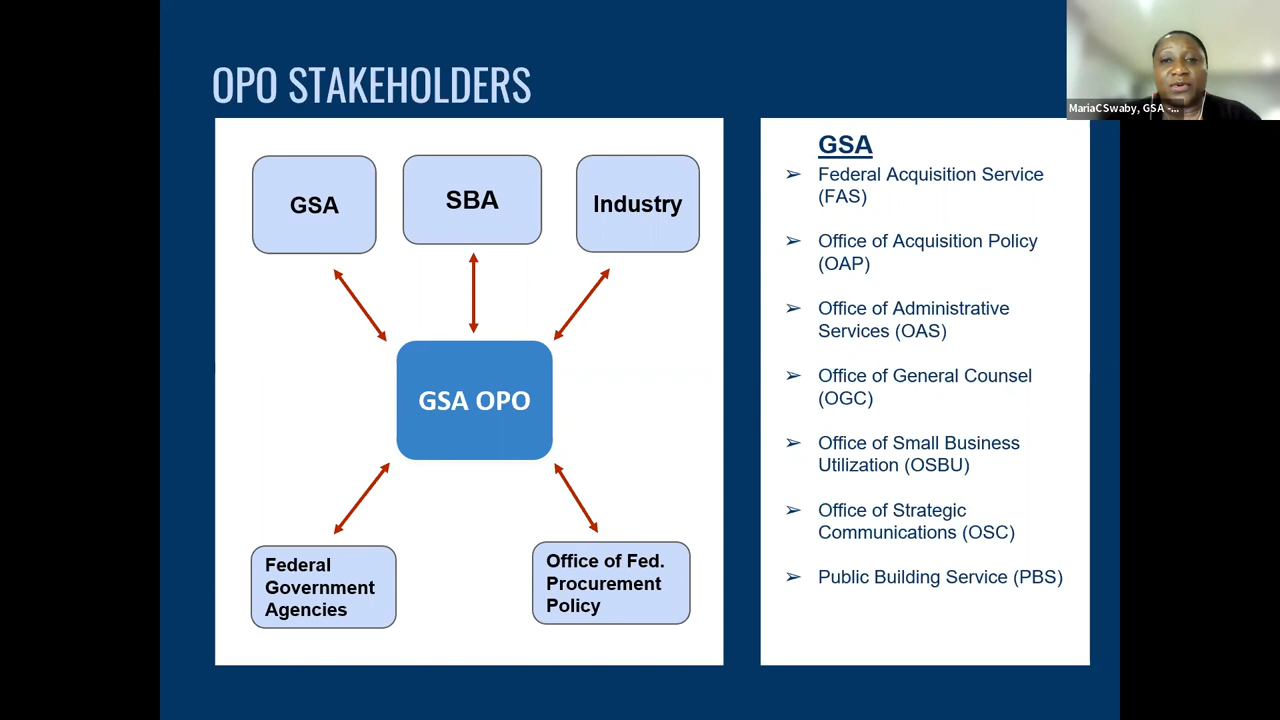 OPO STAKEHOLDERS
MariaCSwaby, GSA -...
GSA
SBA
Industry
GSA OPO
Federal
Government
Agencies
Office of Fed.
Procurement
Policy
GSA
➢ Federal Acquisition Service
(FAS)
➢ Office of Acquisition Policy
(OAP)
➢ Office of Administrative
Services (OAS)
➢ Office of General Counsel
(OGC)
➢ Office of Small Business
Utilization (OSBU)
➢ Office of Strategic
Communications (OSC)
➢ Public Building Service (PBS)